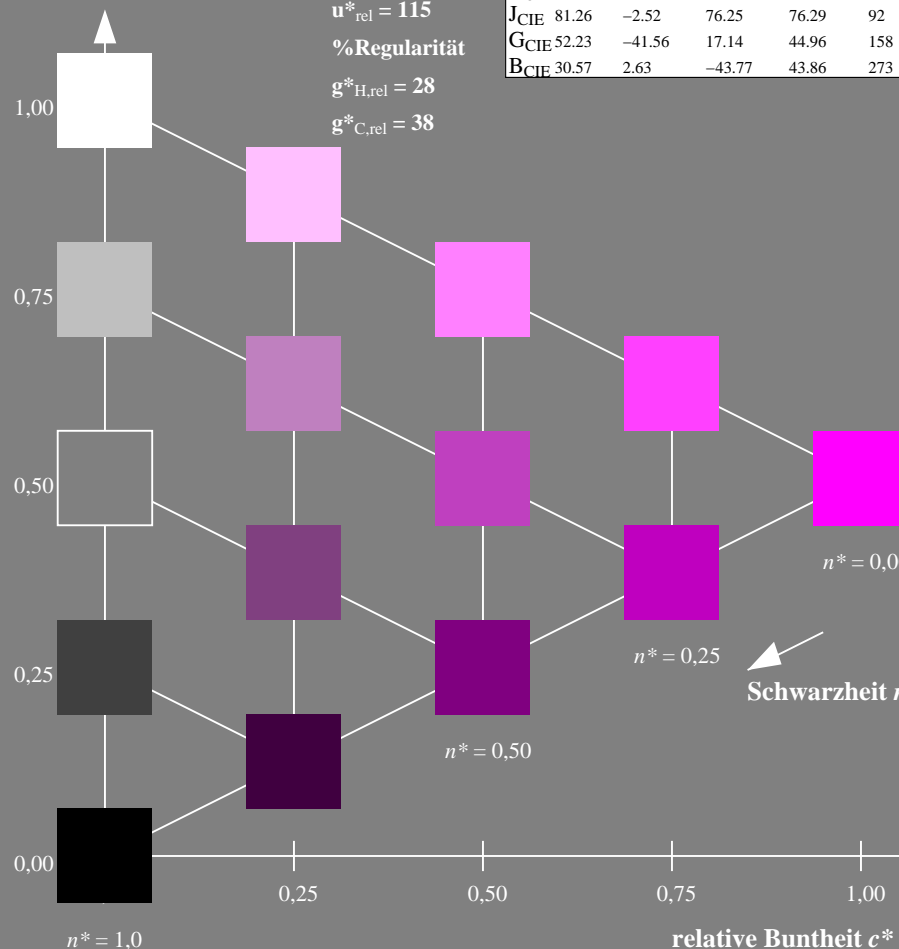 u*rel = 115
%Regularität
g*H,rel = 28
g*C,rel = 38
JCIE 81.26 −2.52 76.25 76.29 92
GCIE 52.23 −41.56 17.14 44.96 158
BCIE 30.57 2.63 −43.77 43.86 273
1,00
0,75
0,50
n* = 0,0
0,25
n* = 0,25
Schwarzheit n
n* = 0,50
0,00
0,25 0,50 0,75 1,00
n* = 1,0
relative Buntheit c*